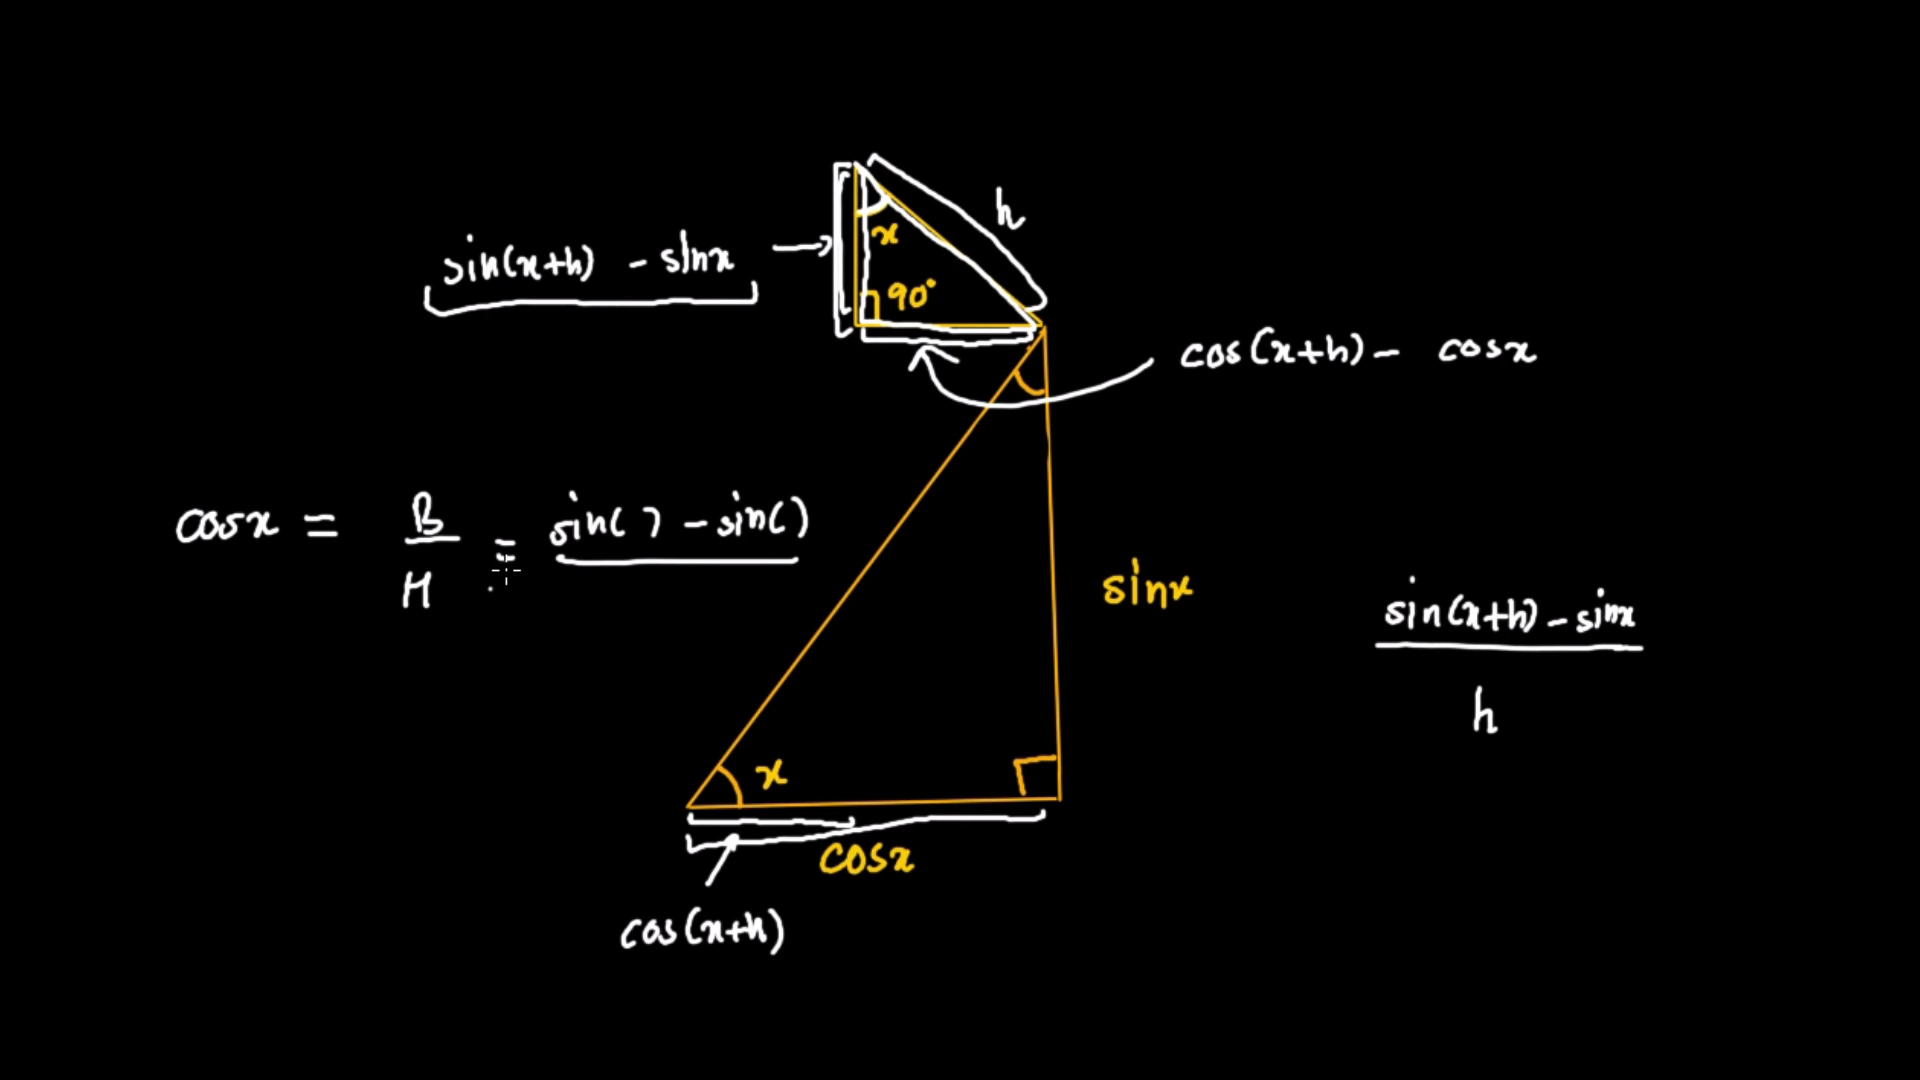 h
x
sin(x+h) - sinx
90°
cos(x+h) - cosx
cosx = B/H = sin( ) - sin( )
sinx
sin(x+h) - sinx
h
x
cosx
cos(x+h)